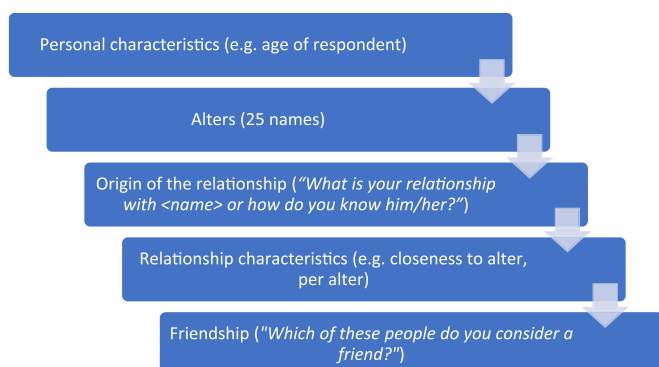 Personal characteristics (e.g. age of respondent)
Alters (25 names)
Origin of the relationship (“What is your relationship
with <name> or how do you know him/her?”)
Relationship characteristics (e.g. closeness to alter,
per alter)
Friendship ("Which of these people do you consider a
friend?")